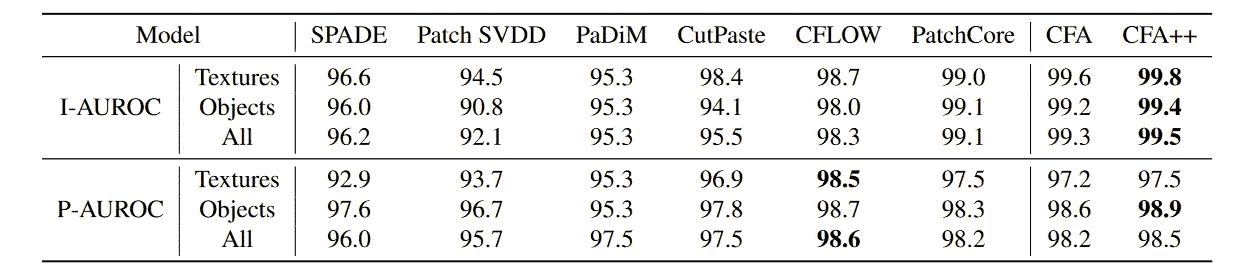 Model SPADE Patch SVDD PaDiM CutPaste CFLOW PatchCore CFA CFA++
Textures 96.6 94.5 95.3 98.4 98.7 99.0 99.6 99.8
I-AUROC Objects 96.0 90.8 95.3 94.1 98.0 99.1 99.2 99.4
All 96.2 92.1 95.3 95.5 98.3 99.1 99.3 99.5
Textures 92.9 93.7 95.3 96.9 98.5 97.5 97.2 97.5
P-AUROC Objects 97.6 96.7 95.3 97.8 98.7 98.3 98.6 98.9
All 96.0 95.7 97.5 97.5 98.6 98.2 98.2 98.5